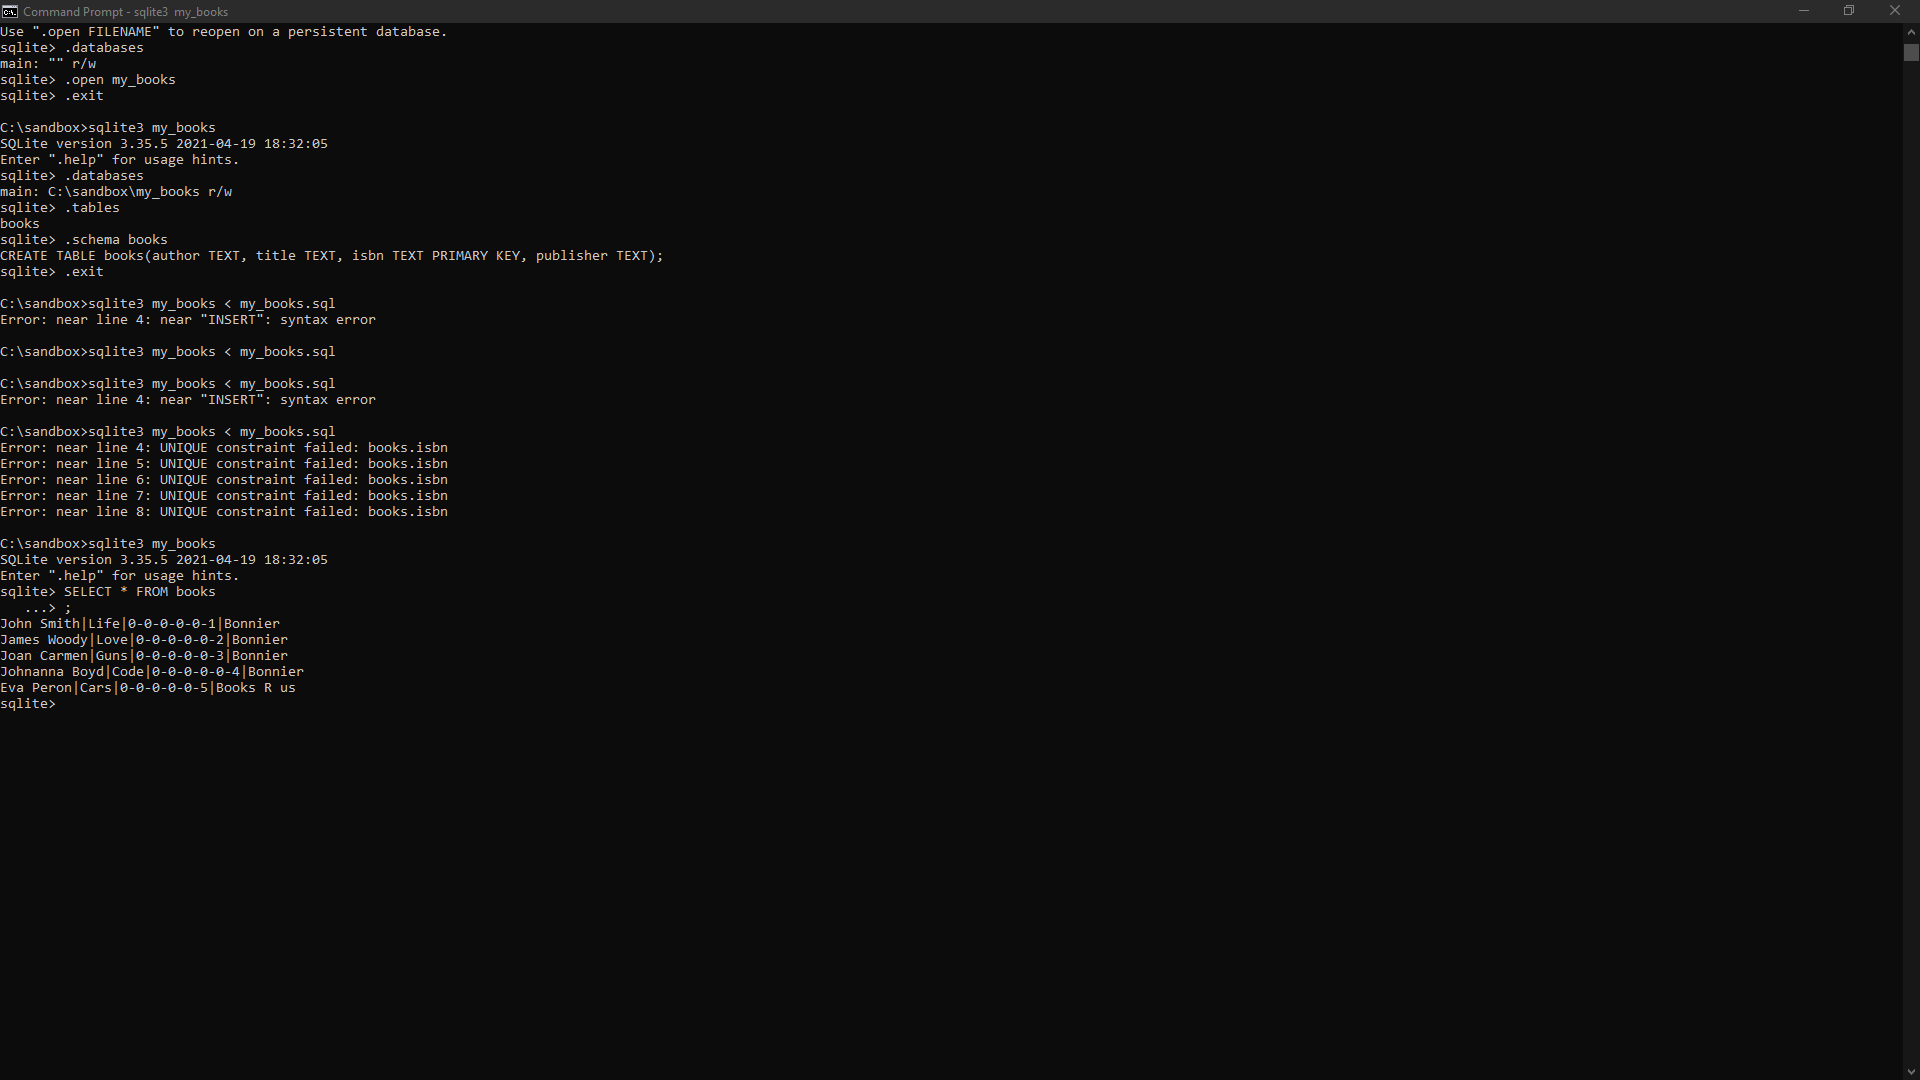 Command Prompt - sqlite3 my_books
Use ".open FILENAME" to reopen on a persistent database.
sqlite> .databases
main: "" r/w
sqlite> .open my_books
sqlite> .exit
C:\sandbox>sqlite3 my_books
SQLite version 3.35.5 2021-04-19 18:32:05
Enter ".help" for usage hints.
sqlite> .databases
main: C:\sandbox\my_books r/w
sqlite> .tables
books
sqlite> .schema books
CREATE TABLE books(author TEXT, title TEXT, isbn TEXT PRIMARY KEY, publisher TEXT);
sqlite> .exit
C:\sandbox>sqlite3 my_books < my_books.sql
Error: near line 4: near "INSERT": syntax error
C:\sandbox>sqlite3 my_books < my_books.sql
C:\sandbox>sqlite3 my_books < my_books.sql
Error: near line 4: near "INSERT": syntax error
C:\sandbox>sqlite3 my_books < my_books.sql
Error: near line 4: UNIQUE constraint failed: books.isbn
Error: near line 5: UNIQUE constraint failed: books.isbn
Error: near line 6: UNIQUE constraint failed: books.isbn
Error: near line 7: UNIQUE constraint failed: books.isbn
Error: near line 8: UNIQUE constraint failed: books.isbn
C:\sandbox>sqlite3 my_books
SQLite version 3.35.5 2021-04-19 18:32:05
Enter ".help" for usage hints.
sqlite> SELECT * FROM books
   ...> ;
John Smith|Life|0-0-0-0-0-1|Bonnier
James Woody|Love|0-0-0-0-0-2|Bonnier
Joan Carmen|Guns|0-0-0-0-0-3|Bonnier
Johnanna Boyd|Code|0-0-0-0-0-4|Bonnier
Eva Peron|Cars|0-0-0-0-0-5|Books R us
sqlite>